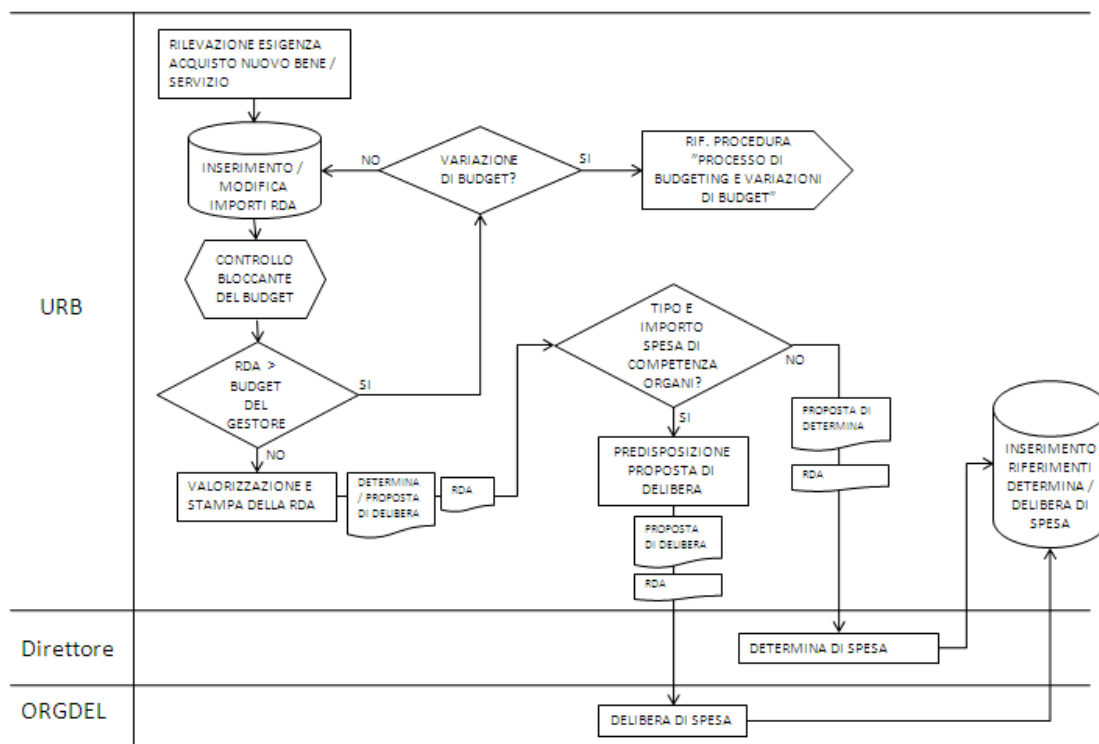 RILEVAZIONE ESIGENZA
ACQUISTO NUOVO BENE /
SERVIZIO
INSERIMENTO /
MODIFICA
IMPORTI RDA
NO
VARIAZIONE
DI BUDGET?
SI
RIF. PROCEDURA
"PROCESSO DI
BUDGETING E VARIAZIONI
DI BUDGET"
CONTROLLO
BLOCCANTE
DEL BUDGET
URB
RDA >
BUDGET
DEL
GESTORE
SI
NO
TIPO E
IMPORTO
SPESA DI
COMPETENZA
ORGANI?
NO
SI
VALORIZZAZIONE E
STAMPA DELLA RDA
DETERMINA
/ PROPOSTA
DI DELIBERA
RDA
PREDISPOSIZIONE
PROPOSTA DI
DELIBERA
PROPOSTA
DI DELIBERA
RDA
PROPOSTA DI
DETERMINA
RDA
INSERIMENTO
RIFERIMENTI
DETERMINA /
DELIBERA DI
SPESA
Direttore
DETERMINA DI SPESA
ORGDEL
DELIBERA DI SPESA